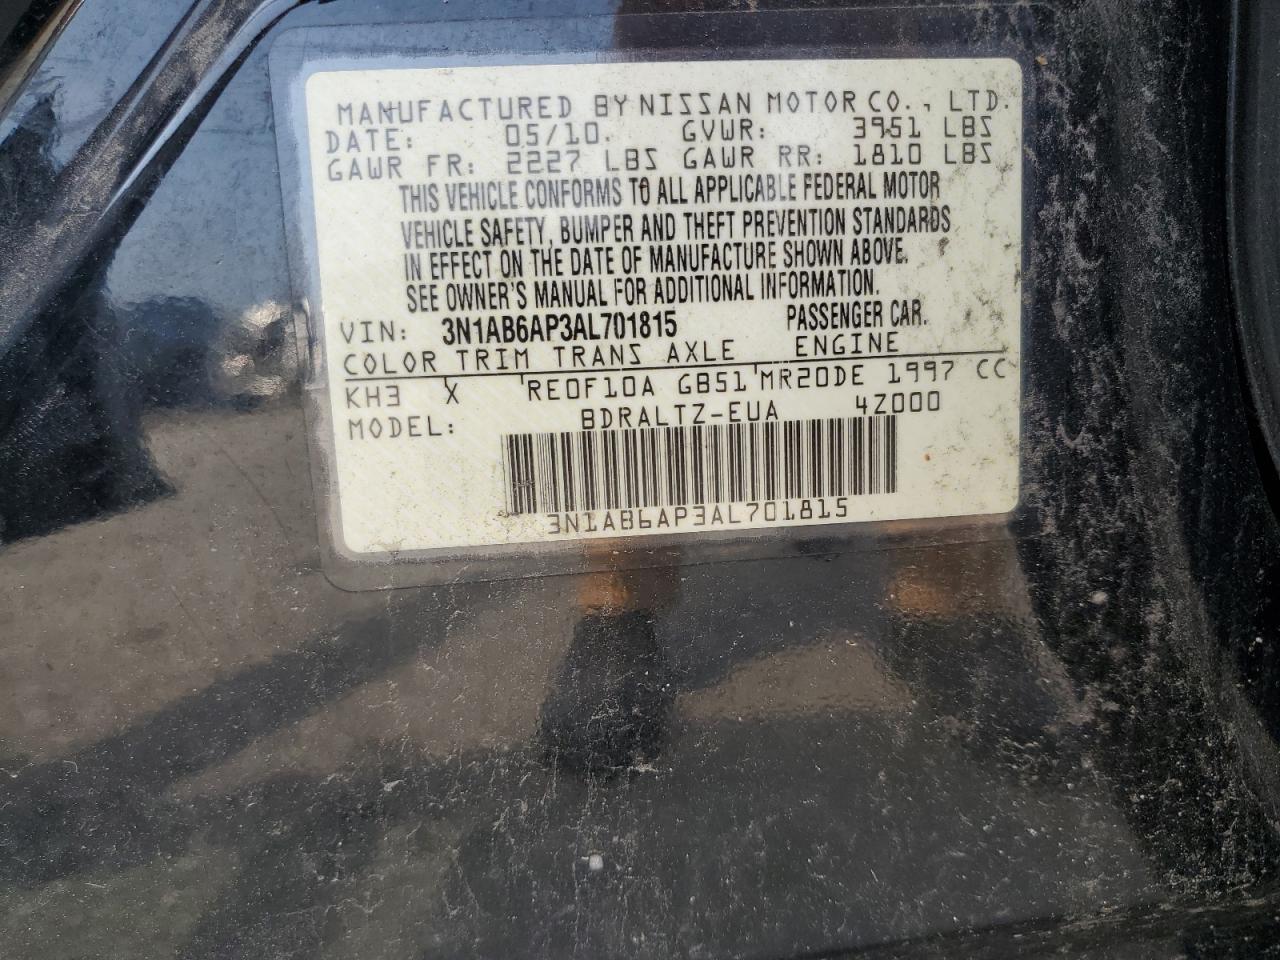 MANUFACTURED BY NISSAN MOTOR CO., LTD.
DATE: 05/10. GVWR: 3951 LBS
GAWR FR: 2227 LBS GAWR RR: 1810 LBS
THIS VEHICLE CONFORMS TO ALL APPLICABLE FEDERAL MOTOR
VEHICLE SAFETY, BUMPER AND THEFT PREVENTION STANDARDS
IN EFFECT ON THE DATE OF MANUFACTURE SHOWN ABOVE.
SEE OWNER'S MANUAL FOR ADDITIONAL INFORMATION.
VIN: 3N1AB6AP3AL701815 PASSENGER CAR.
COLOR TRIM TRANS AXLE ENGINE
KH3 X RE0F10A GB51 MR20DE 1997 CC
MODEL: BDRALTZ-EUA 4Z000
3N1AB6AP3AL701815